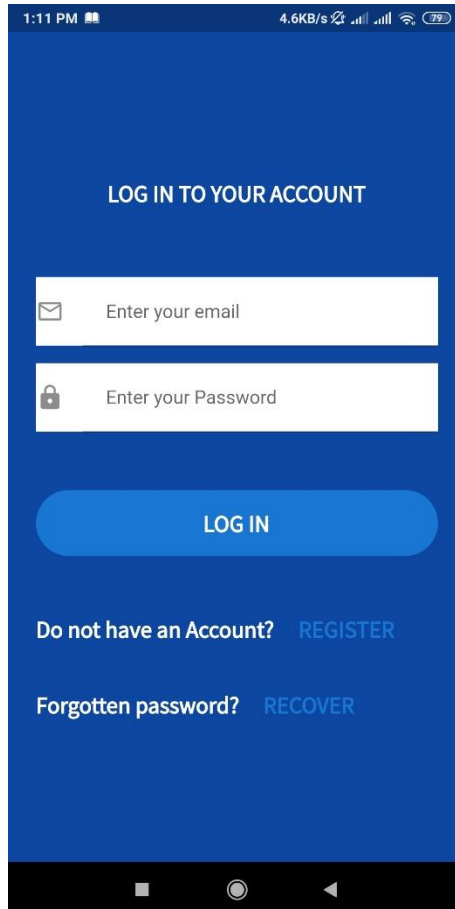 1:11 PM 4.6KB/s 79
LOG IN TO YOUR ACCOUNT
Enter your email
Enter your Password
LOG IN
Do not have an Account? REGISTER
Forgotten password? RECOVER